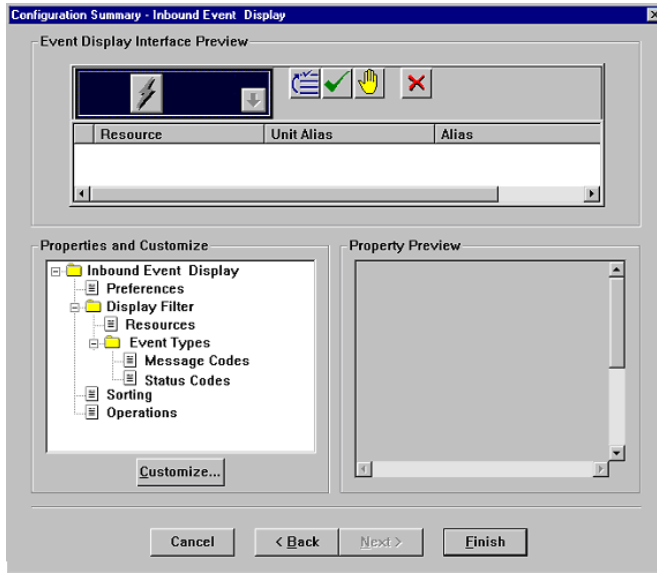 Configuration Summary - Inbound Event Display
Event Display Interface Preview
Resource Unit Alias Alias
Properties and Customize
Inbound Event Display
Preferences
Display Filter
Resources
Event Types
Message Codes
Status Codes
Sorting
Operations
Customize...
Property Preview
Cancel < Back Next > Finish